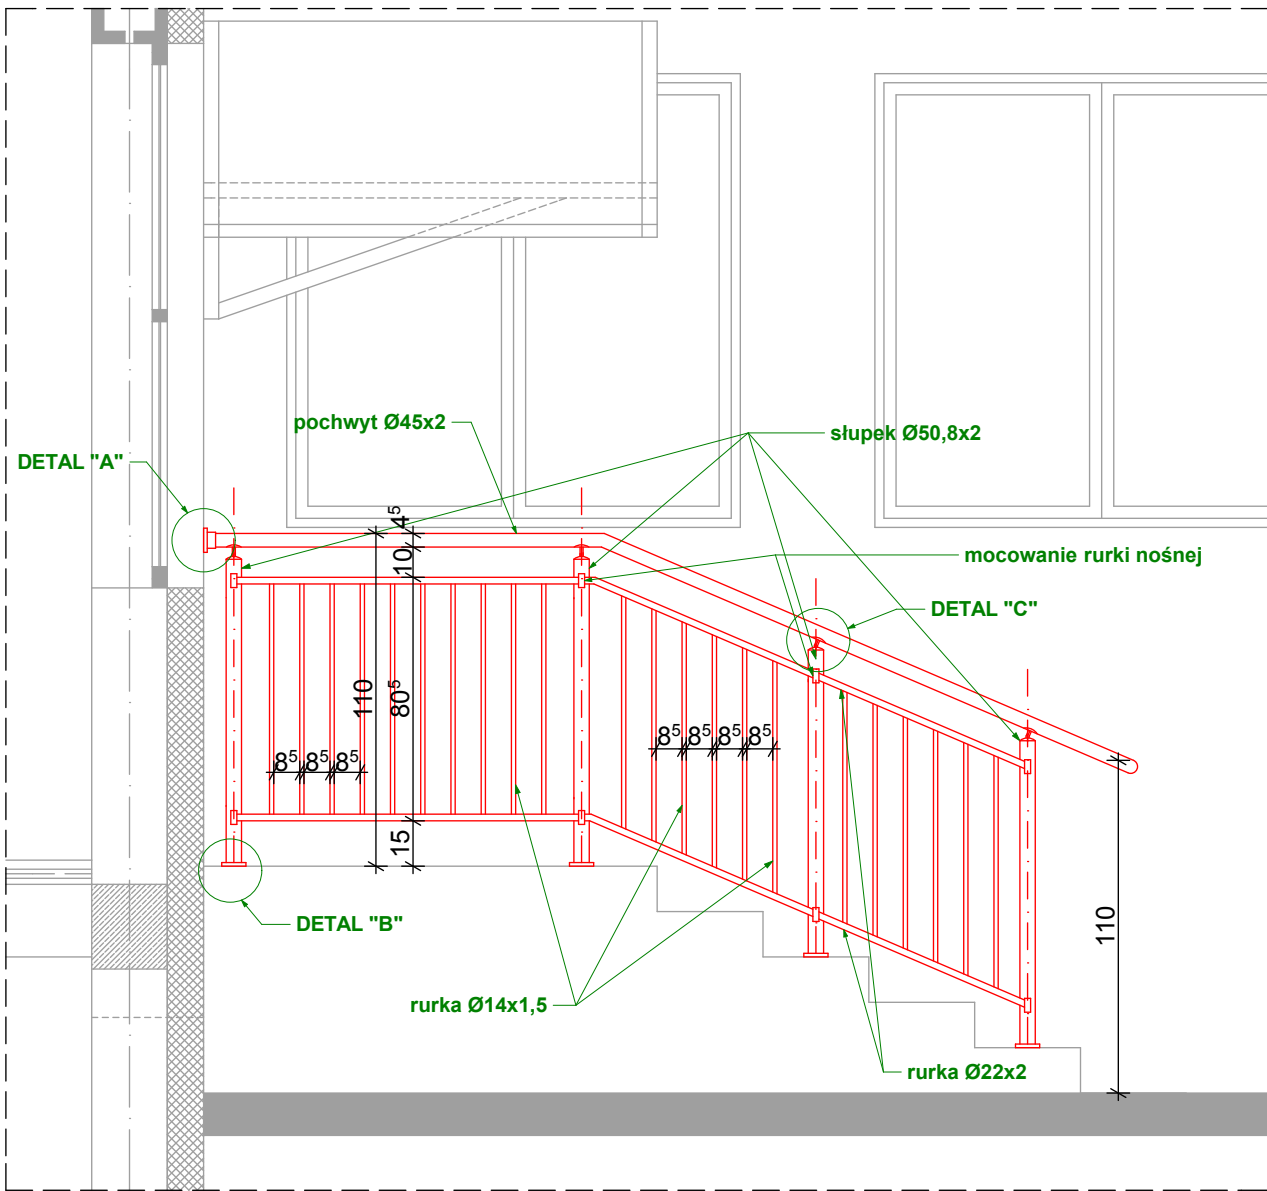 pochwyt Ø45x2
słupek Ø50,8x2
DETAL "A"
4⁵
10
mocowanie rurki nośnej
DETAL "C"
110
80⁵
8⁵ 8⁵ 8⁵ 8⁵
8⁵ 8⁵ 8⁵
15
DETAL "B"
110
rurka Ø14x1,5
rurka Ø22x2